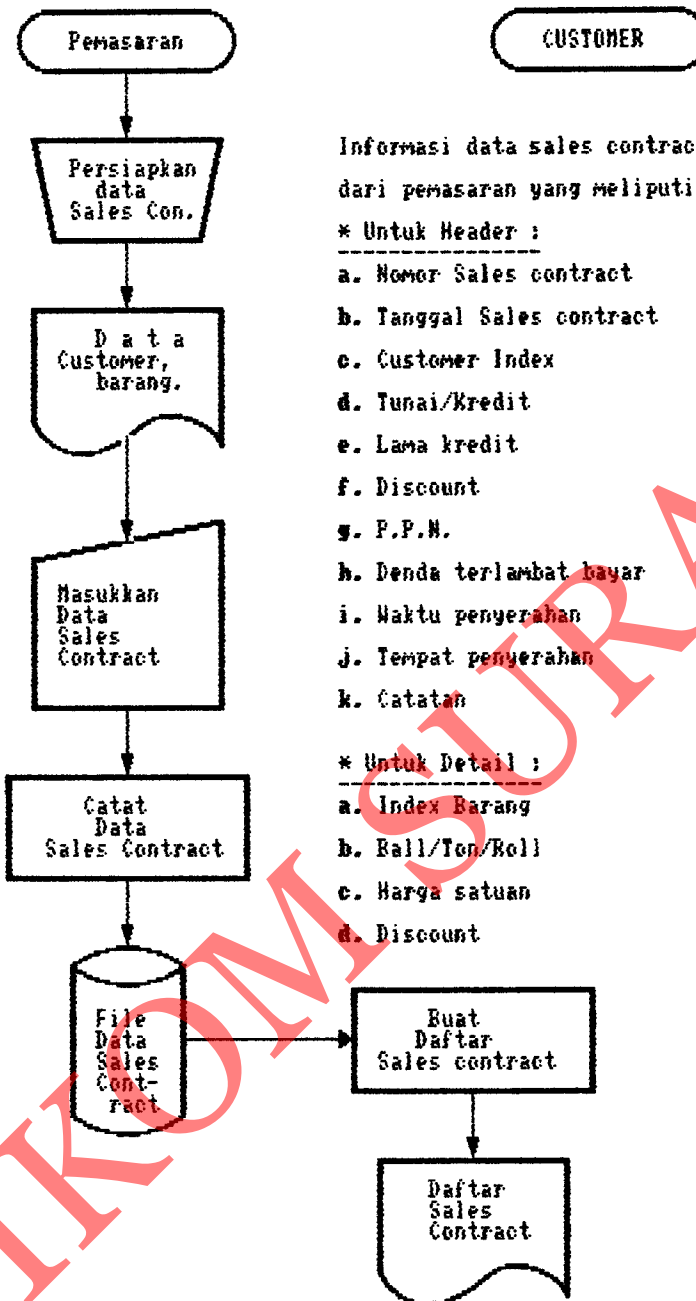 Pemasaran
CUSTOMER
Persiapkan
data
Sales Con.
D a t a
Customer,
barang.
Masukkan
Data
Sales
Contract
Catat
Data
Sales Contract
File
Data
Sales
Cont-
ract
Informasi data sales contrac
dari pemasaran yang meliputi
* Untuk Header :
a. Nomor Sales contract
b. Tanggal Sales contract
c. Customer Index
d. Tunai/Kredit
e. Lama kredit
f. Discount
g. P.P.N.
h. Denda terlambat bayar
i. Waktu penyerahan
j. Tempat penyerahan
k. Catatan
* Untuk Detail :
a. Index Barang
b. Ball/Ton/Roll
c. Harga satuan
d. Discount
Buat
Daftar
Sales contract
Daftar
Sales
Contract
IKOM SURA